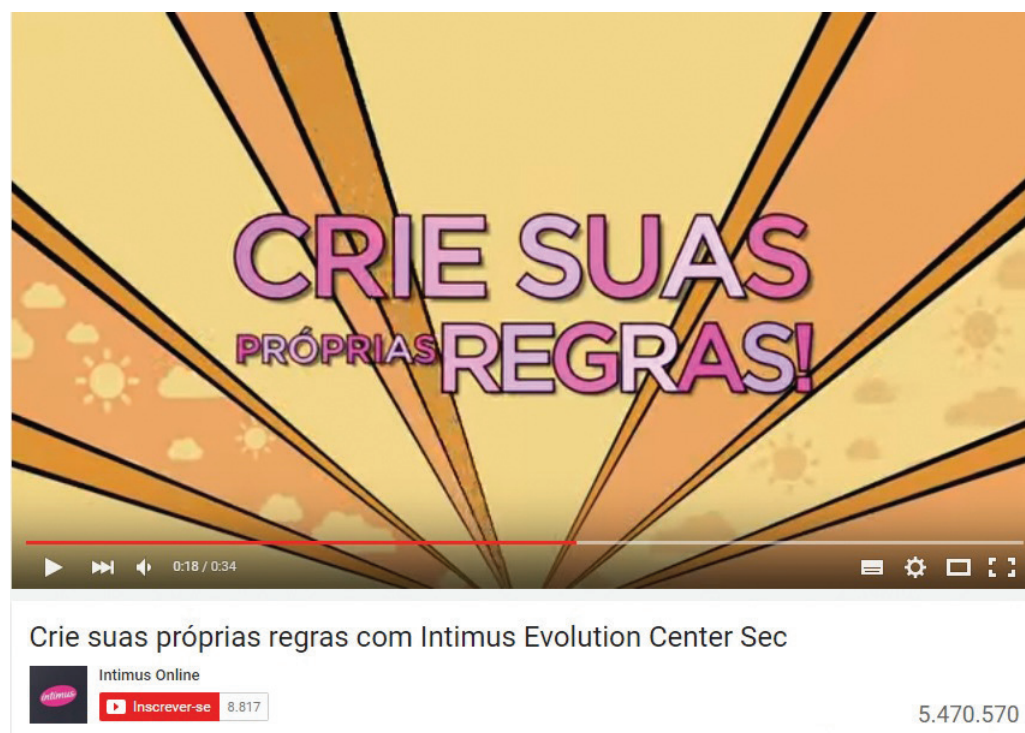 CRIE SUAS
PRÓPRIAS REGRAS!
0:18 / 0:34
Crie suas próprias regras com Intimus Evolution Center Sec
intimus
Intimus Online
Inscrever-se 8.817
5.470.570